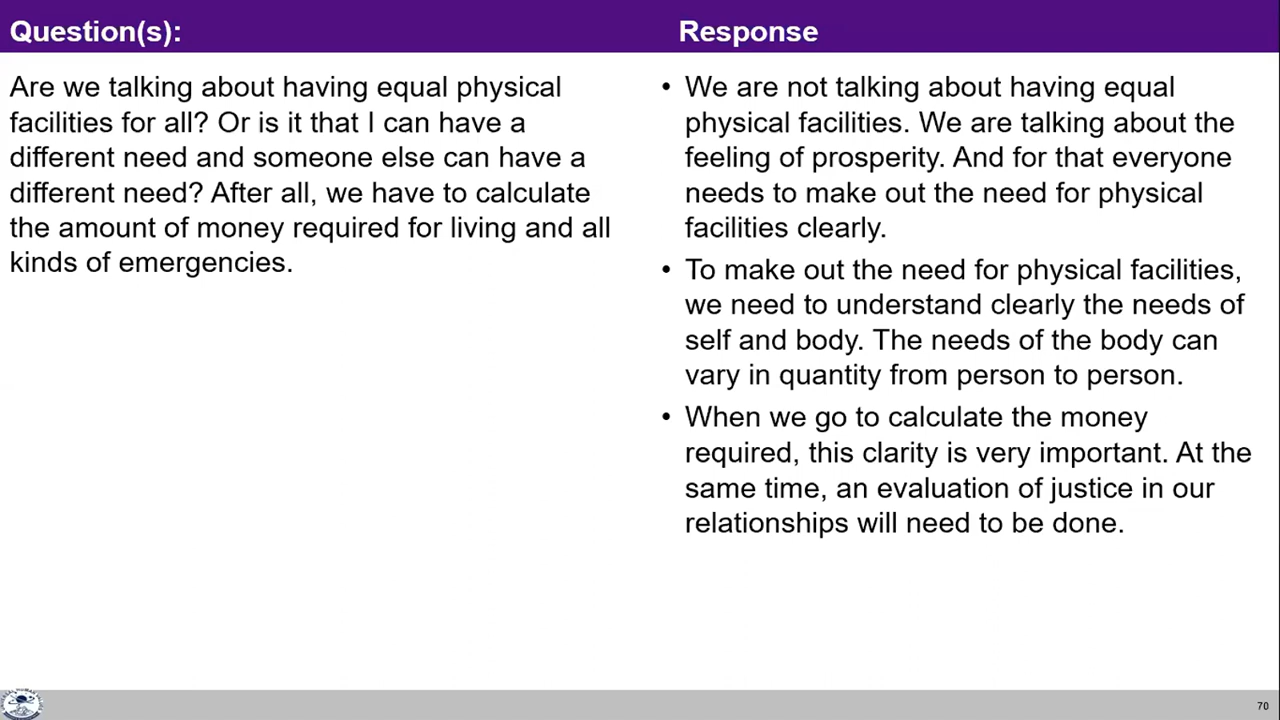 Question(s):
Response
Are we talking about having equal physical
facilities for all? Or is it that I can have a
different need and someone else can have a
different need? After all, we have to calculate
the amount of money required for living and all
kinds of emergencies.
• We are not talking about having equal
physical facilities. We are talking about the
feeling of prosperity. And for that everyone
needs to make out the need for physical
facilities clearly.
• To make out the need for physical facilities,
we need to understand clearly the needs of
self and body. The needs of the body can
vary in quantity from person to person.
• When we go to calculate the money
required, this clarity is very important. At the
same time, an evaluation of justice in our
relationships will need to be done.
70